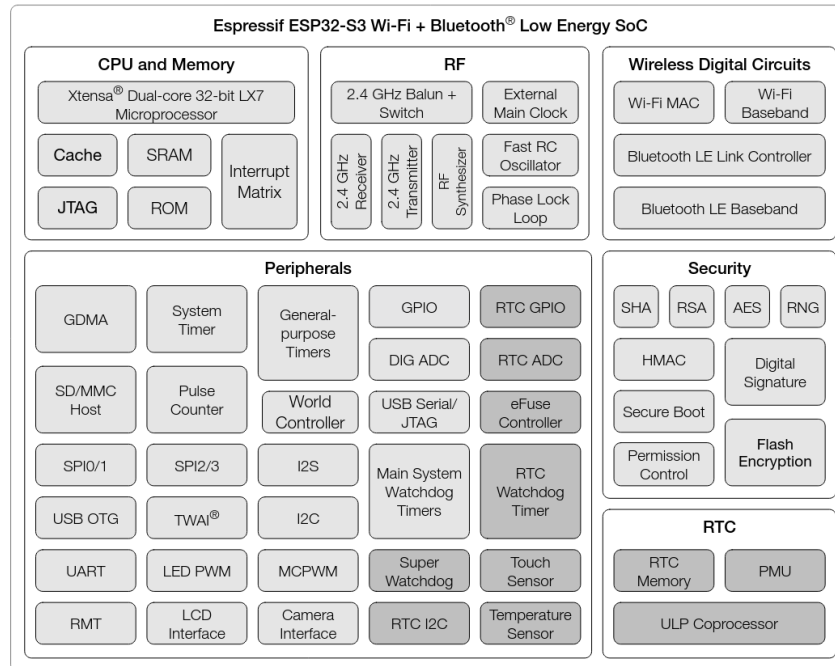 Espressif ESP32-S3 Wi-Fi + Bluetooth® Low Energy SoC
CPU and Memory
Xtensa® Dual-core 32-bit LX7
Microprocessor
Cache
SRAM
Interrupt
Matrix
JTAG
ROM
RF
2.4 GHz Balun +
Switch
External
Main Clock
2.4 GHz
Receiver
2.4 GHz
Transmitter
RF
Synthesizer
Fast RC
Oscillator
Phase Lock
Loop
Wireless Digital Circuits
Wi-Fi MAC
Wi-Fi
Baseband
Bluetooth LE Link Controller
Bluetooth LE Baseband
Peripherals
GDMA
System
Timer
General-
purpose
Timers
GPIO
RTC GPIO
DIG ADC
RTC ADC
SD/MMC
Host
Pulse
Counter
World
Controller
USB Serial/
JTAG
eFuse
Controller
SPI0/1
SPI2/3
I2S
Main System
Watchdog
Timers
RTC
Watchdog
Timer
USB OTG
TWAI®
I2C
UART
LED PWM
MCPWM
Super
Watchdog
Touch
Sensor
RMT
LCD
Interface
Camera
Interface
RTC I2C
Temperature
Sensor
Security
SHA
RSA
AES
RNG
HMAC
Digital
Signature
Secure Boot
Flash
Encryption
Permission
Control
RTC
RTC
Memory
PMU
ULP Coprocessor